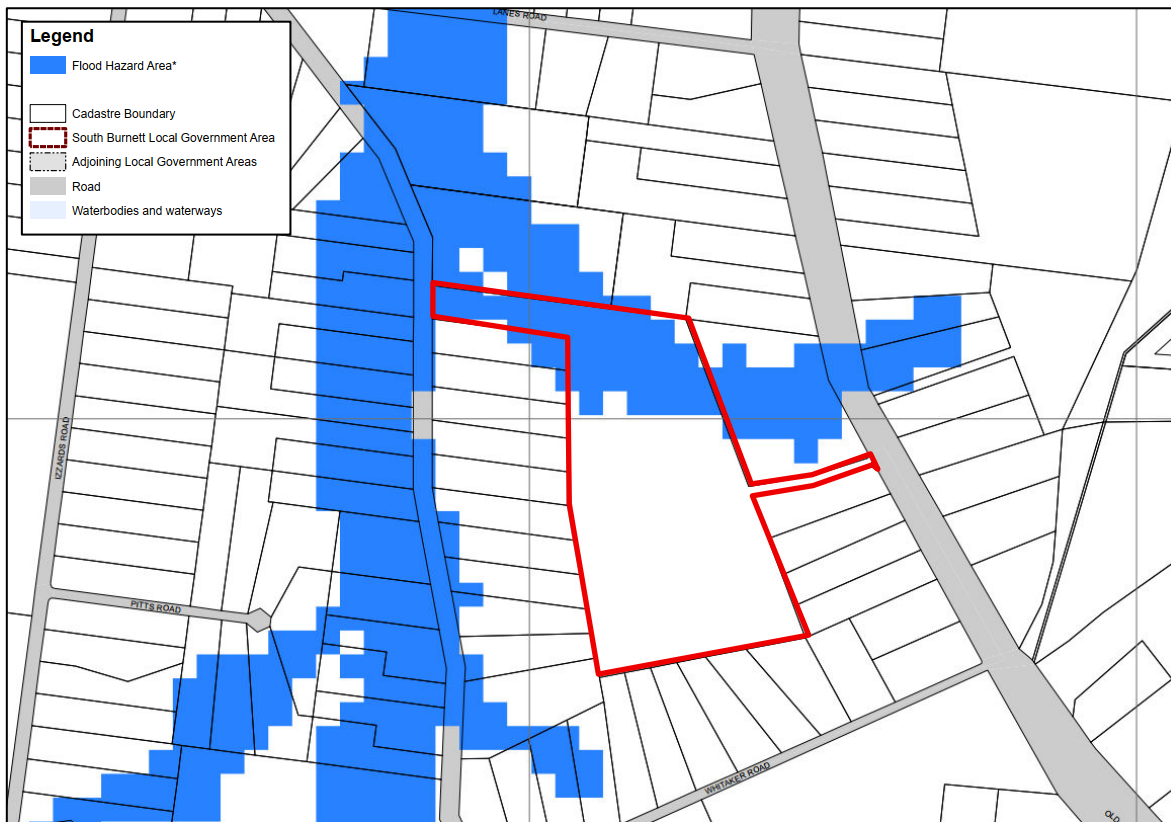 LANES ROAD
Legend
Flood Hazard Area*
Cadastre Boundary
South Burnett Local Government Area
Adjoining Local Government Areas
Road
Waterbodies and waterways
IZZARDS ROAD
PITTS ROAD
WHITAKER ROAD
OLD